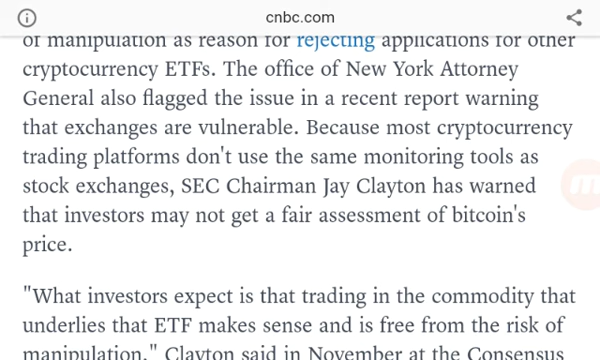 cnbc.com
of manipulation as reason for rejecting applications for other
cryptocurrency ETFs. The office of New York Attorney
General also flagged the issue in a recent report warning
that exchanges are vulnerable. Because most cryptocurrency
trading platforms don't use the same monitoring tools as
stock exchanges, SEC Chairman Jay Clayton has warned
that investors may not get a fair assessment of bitcoin's
price.
"What investors expect is that trading in the commodity that
underlies that ETF makes sense and is free from the risk of
manipulation," Clayton said in November at the Consensus